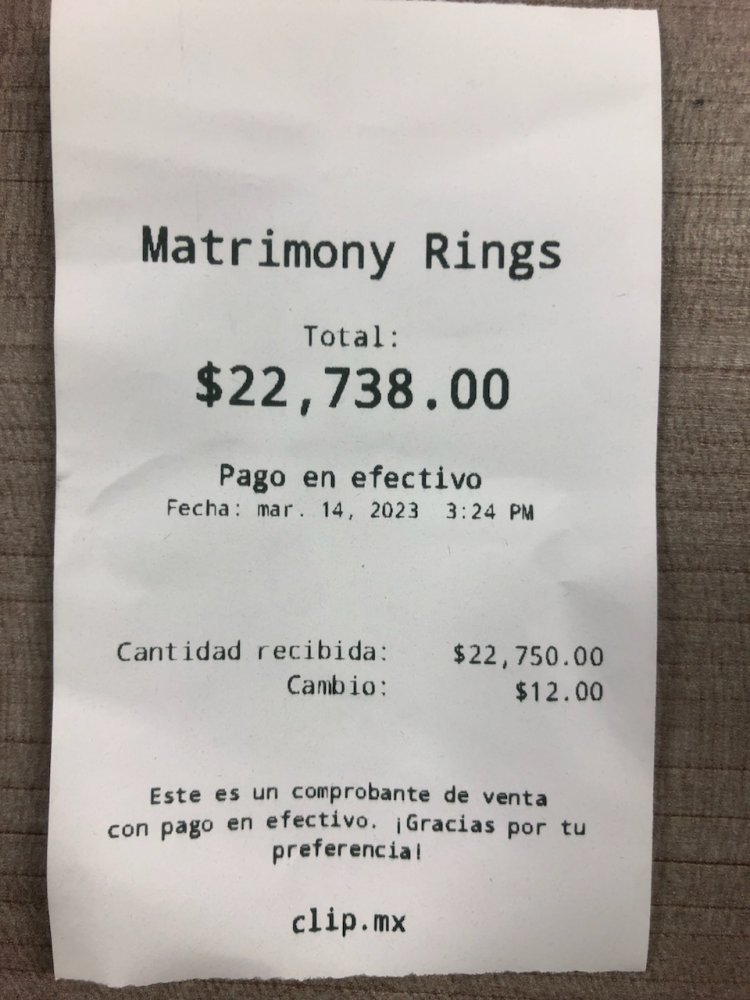 Matrimony Rings
Total:
$22,738.00
Pago en efectivo
Fecha: mar. 14, 2023 3:24 PM
Cantidad recibida: $22,750.00
Cambio: $12.00
Este es un comprobante de venta
con pago en efectivo. ¡Gracias por tu
preferencia!
clip.mx